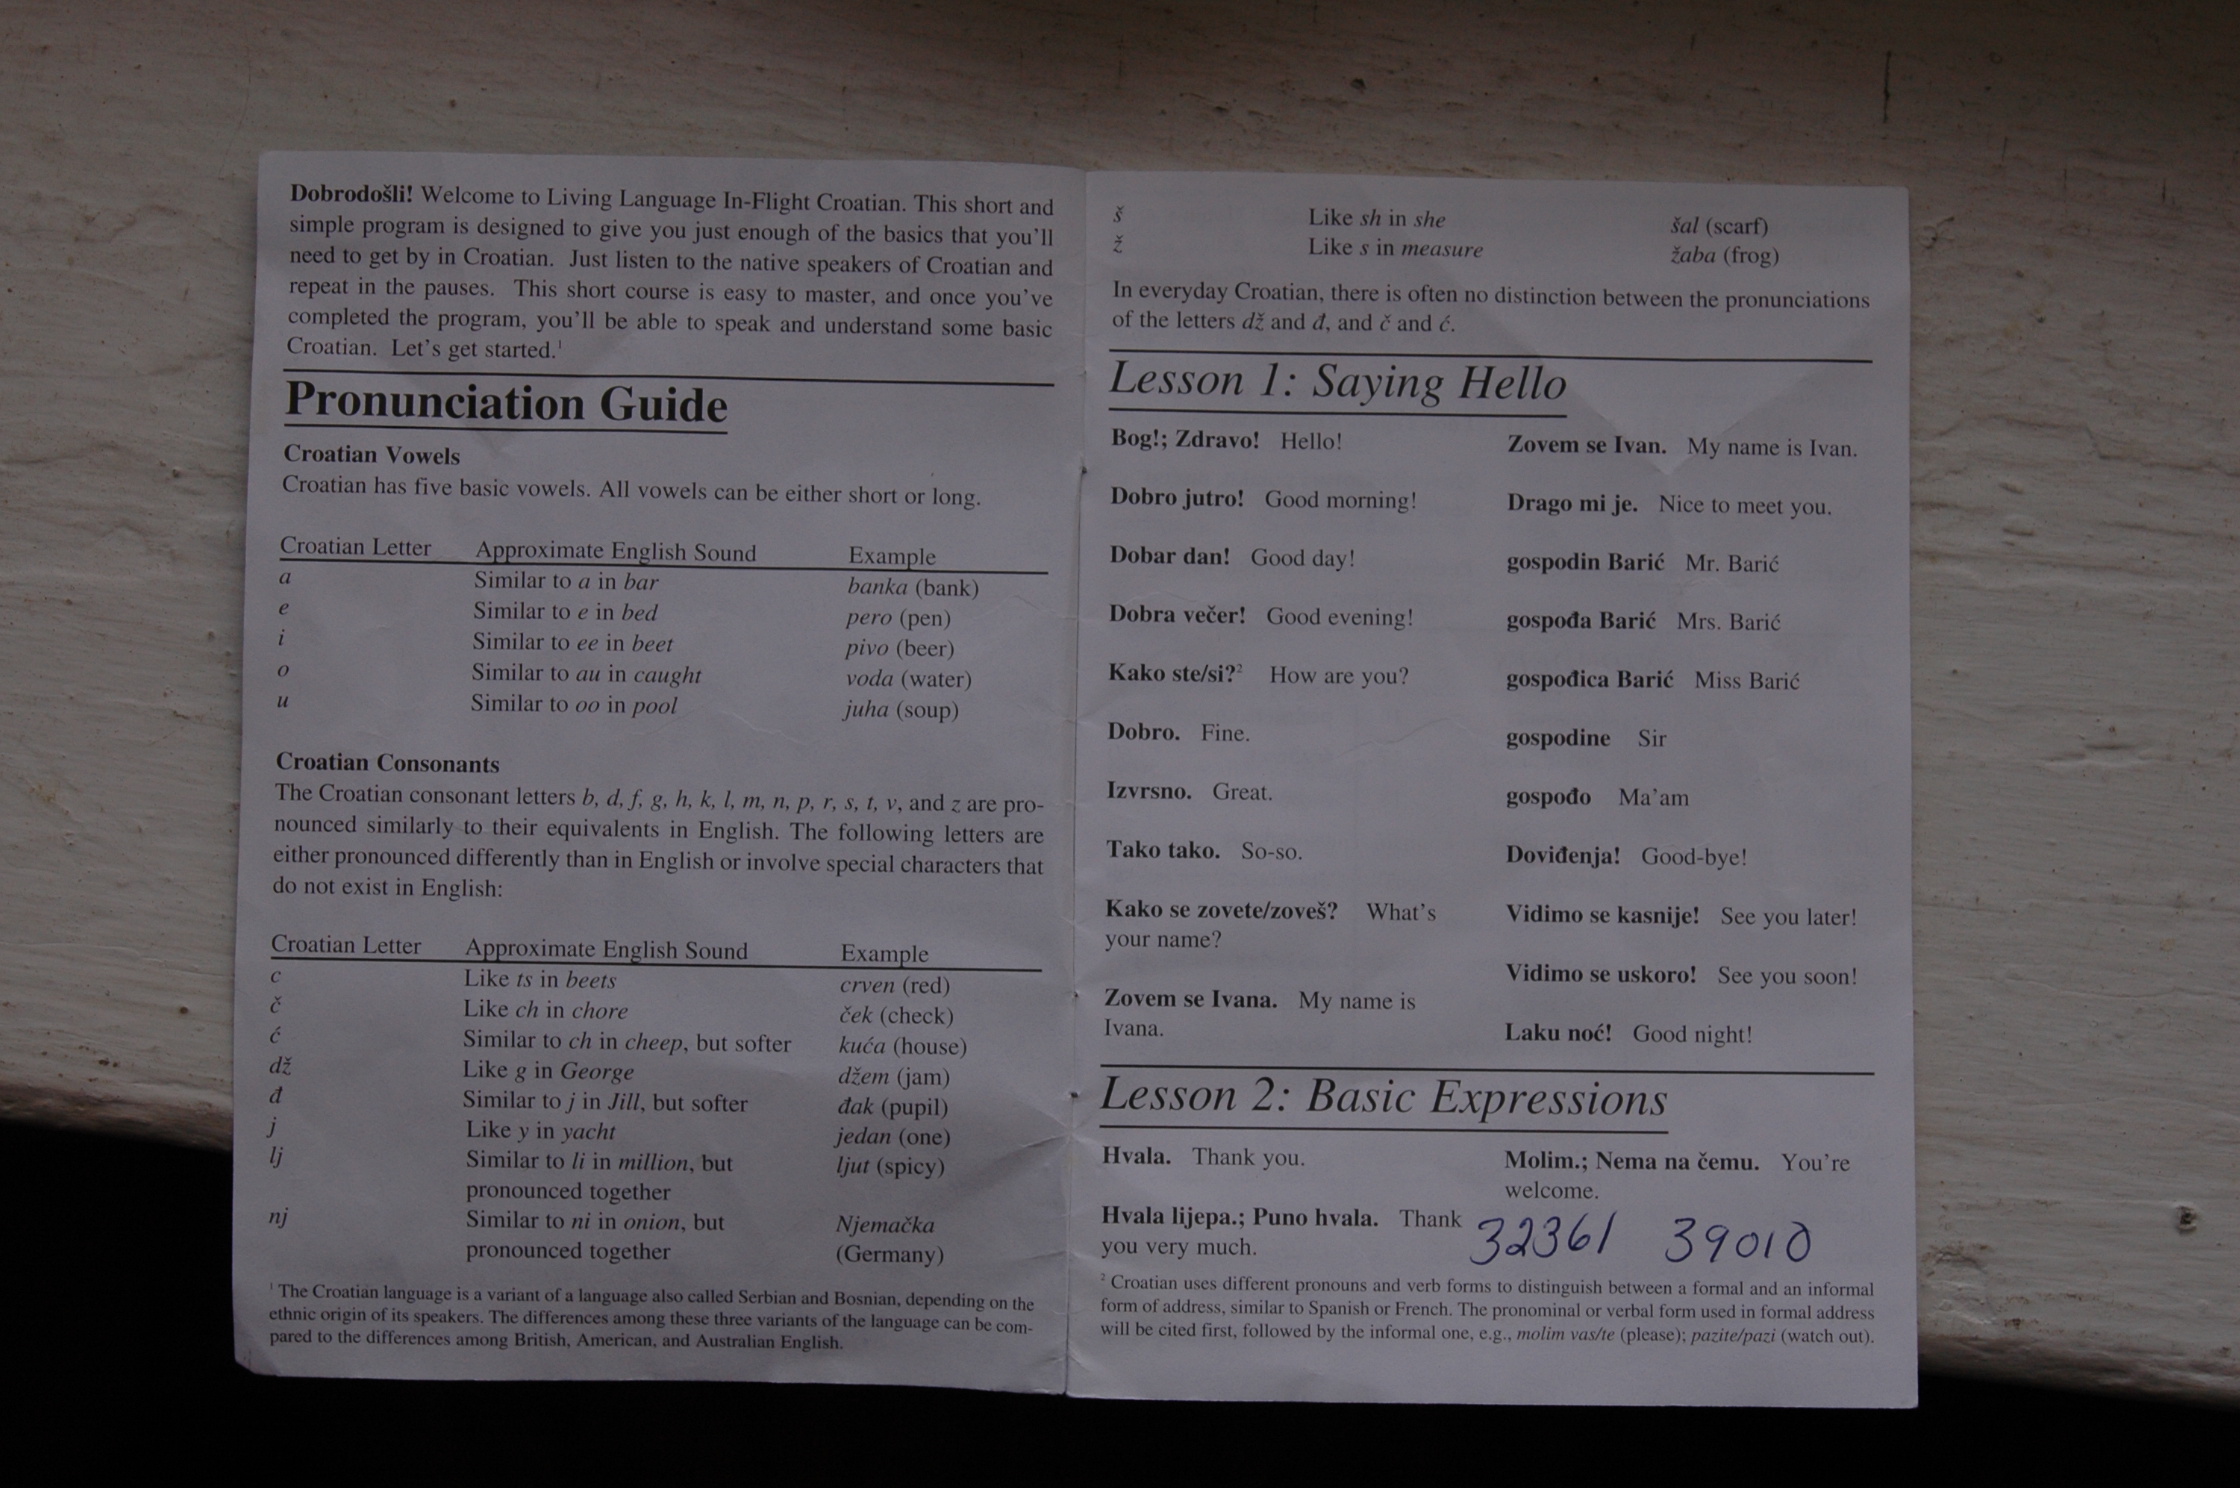 Dobrodošli! Welcome to Living Language In-Flight Croatian. This short and
simple program is designed to give you just enough of the basics that you'll
need to get by in Croatian. Just listen to the native speakers of Croatian and
repeat in the pauses. This short course is easy to master, and once you've
completed the program, you'll be able to speak and understand some basic
Croatian. Let's get started.¹
Pronunciation Guide
Croatian Vowels
Croatian has five basic vowels. All vowels can be either short or long.
Croatian Letter Approximate English Sound Example
a Similar to a in bar banka (bank)
e Similar to e in bed pero (pen)
i Similar to ee in beet pivo (beer)
o Similar to au in caught voda (water)
u Similar to oo in pool juha (soup)
Croatian Consonants
The Croatian consonant letters b, d, f, g, h, k, l, m, n, p, r, s, t, v, and z are pro-
nounced similarly to their equivalents in English. The following letters are
either pronounced differently than in English or involve special characters that
do not exist in English:
Croatian Letter Approximate English Sound Example
c Like ts in beets crven (red)
č Like ch in chore ček (check)
ć Similar to ch in cheep, but softer kuća (house)
dž Like g in George džem (jam)
đ Similar to j in Jill, but softer đak (pupil)
j Like y in yacht jedan (one)
lj Similar to li in million, but ljut (spicy)
pronounced together
nj Similar to ni in onion, but Njemačka
pronounced together (Germany)
¹ The Croatian language is a variant of a language also called Serbian and Bosnian, depending on the
ethnic origin of its speakers. The differences among these three variants of the language can be com-
pared to the differences among British, American, and Australian English.
š Like sh in she šal (scarf)
ž Like s in measure žaba (frog)
In everyday Croatian, there is often no distinction between the pronunciations
of the letters dž and đ, and č and ć.
Lesson 1: Saying Hello
Bog!; Zdravo! Hello!
Dobro jutro! Good morning!
Dobar dan! Good day!
Dobra večer! Good evening!
Kako ste/si?² How are you?
Dobro. Fine.
Izvrsno. Great.
Tako tako. So-so.
Kako se zovete/zoveš? What's
your name?
Zovem se Ivana. My name is
Ivana.
Zovem se Ivan. My name is Ivan.
Drago mi je. Nice to meet you.
gospodin Barić Mr. Barić
gospođa Barić Mrs. Barić
gospođica Barić Miss Barić
gospodine Sir
gospođo Ma'am
Doviđenja! Good-bye!
Vidimo se kasnije! See you later!
Vidimo se uskoro! See you soon!
Laku noć! Good night!
Lesson 2: Basic Expressions
Hvala. Thank you.
Hvala lijepa.; Puno hvala. Thank
you very much.
Molim.; Nema na čemu. You're
welcome.
32361 39010
² Croatian uses different pronouns and verb forms to distinguish between a formal and an informal
form of address, similar to Spanish or French. The pronominal or verbal form used in formal address
will be cited first, followed by the informal one, e.g., molim vas/te (please); pazite/pazi (watch out).